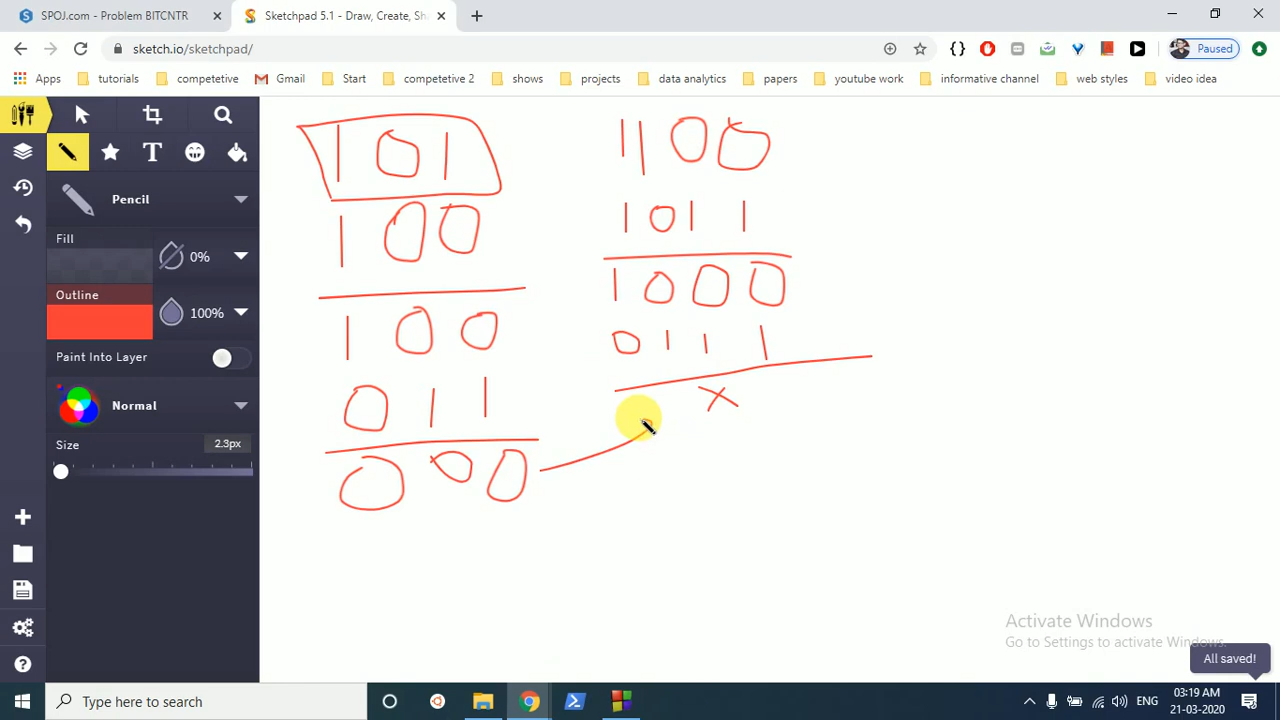 SPOJ.com - Problem BITCNTR
Sketchpad 5.1 - Draw, Create, Sh
sketch.io/sketchpad/
Paused
Apps tutorials competetive Gmail Start competetive 2 shows projects data analytics papers youtube work informative channel web styles video idea
Pencil
Fill
0%
Outline
100%
Paint Into Layer
Normal
Size
2.3px
101
100
100
011
000
1100
1011
1000
0111
x
Activate Windows
Go to Settings to activate Windows.
All saved!
Type here to search
ENG
03:19 AM
21-03-2020